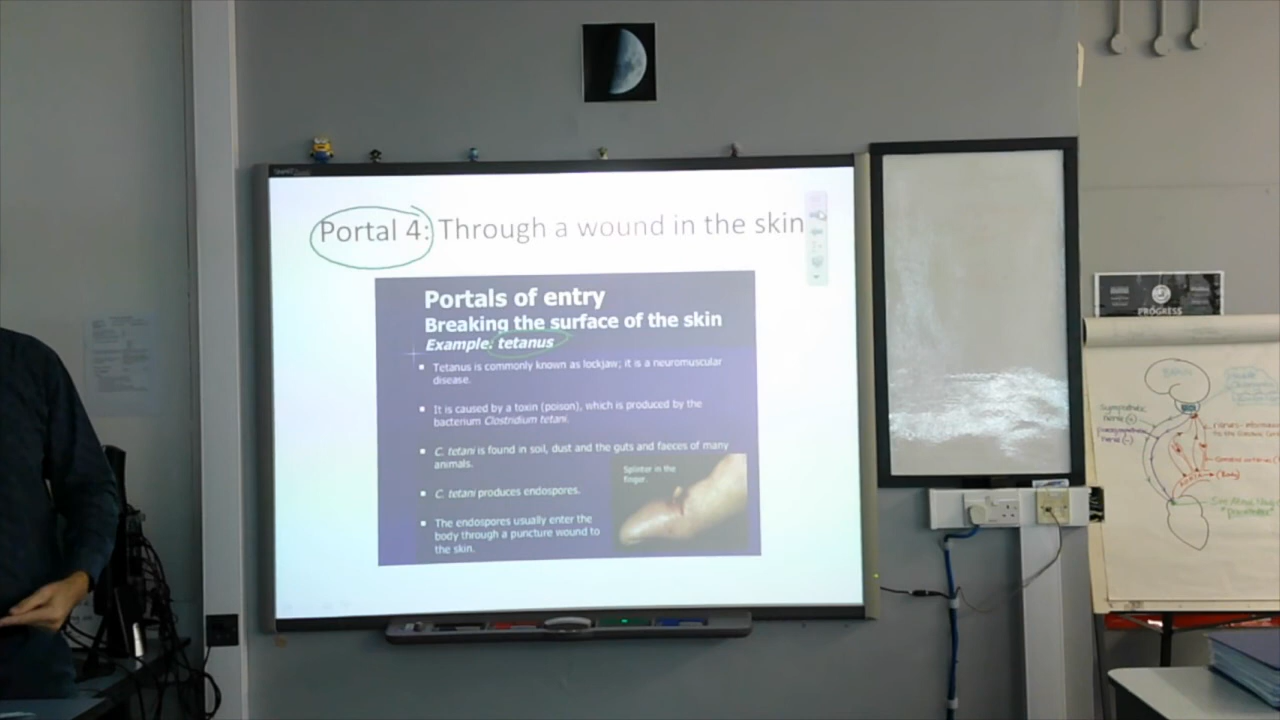 Portal 4: Through a wound in the skin
Portals of entry
Breaking the surface of the skin
Example: tetanus
Tetanus is commonly known as lockjaw; it is a neuromuscular
disease.
It is caused by a toxin (poison), which is produced by the
bacterium Clostridium tetani.
C. tetani is found in soil, dust and the guts and faeces of many
animals.
Splinter in the
finger.
C. tetani produces endospores.
The endospores usually enter the
body through a puncture wound to
the skin.
PROGRESS
Sympathetic
nerve (+)
Parasympathetic
nerve (-)